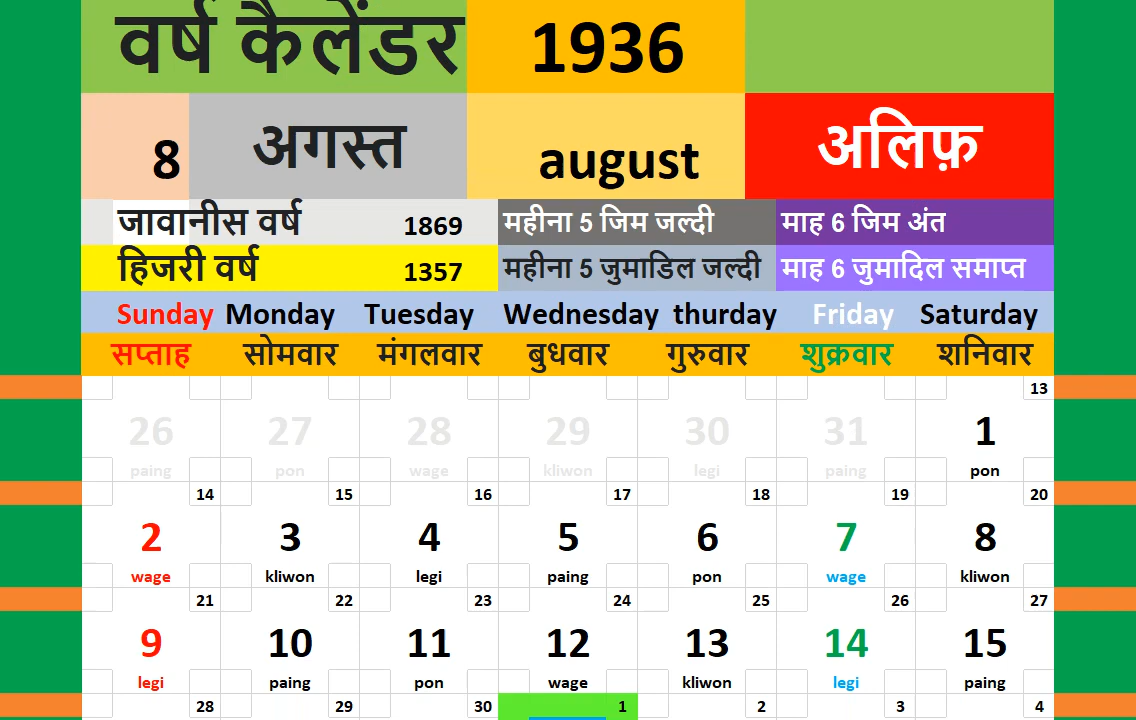 वर्ष कैलेंडर 1936
8 अगस्त august अलिफ़
जावानीस वर्ष 1869 महीना 5 जिम जल्दी माह 6 जिम अंत
हिजरी वर्ष 1357 महीना 5 जुमाडिल जल्दी माह 6 जुमादिल समाप्त
Sunday Monday Tuesday Wednesday thurday Friday Saturday
सप्ताह सोमवार मंगलवार बुधवार गुरुवार शुक्रवार शनिवार
13
26 27 28 29 30 31 1
paing pon wage kliwon legi paing pon
14 15 16 17 18 19 20
2 3 4 5 6 7 8
wage kliwon legi paing pon wage kliwon
21 22 23 24 25 26 27
9 10 11 12 13 14 15
legi paing pon wage kliwon legi paing
28 29 30 1 2 3 4